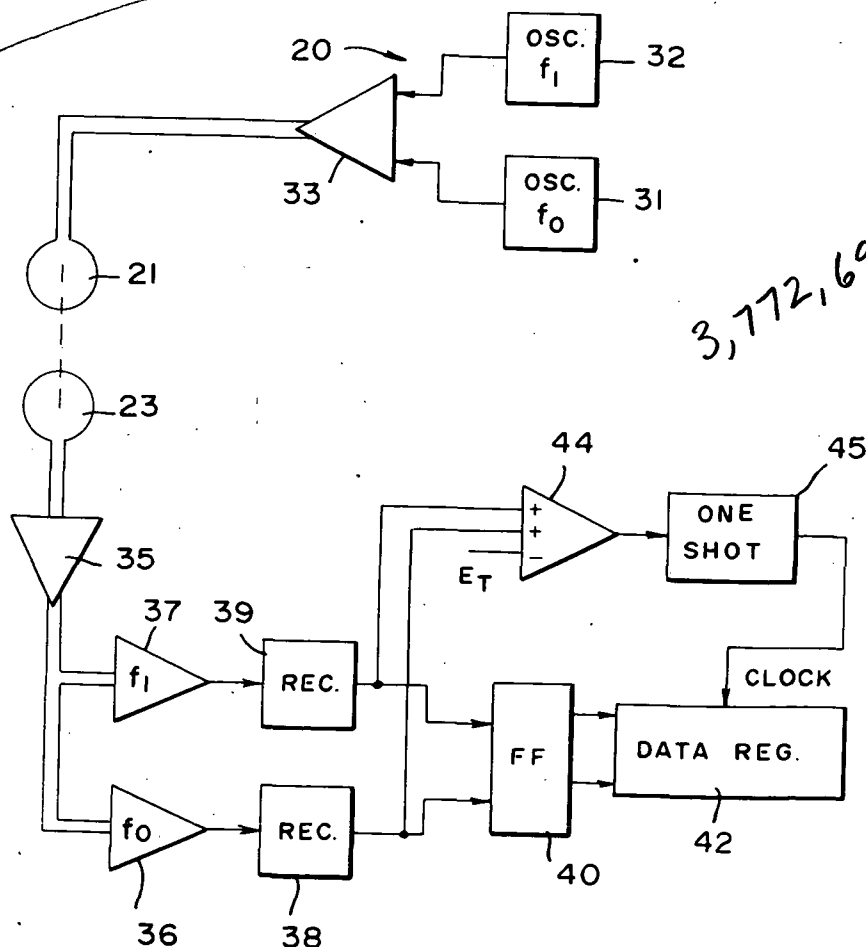 20
OSC.
f1
32
33
OSC.
f0
31
21
3,772,6
23
44
45
+
+
−
ET
ONE
SHOT
35
37
39
f1
REC.
CLOCK
FF
DATA REG.
42
f0
REC.
40
36
38